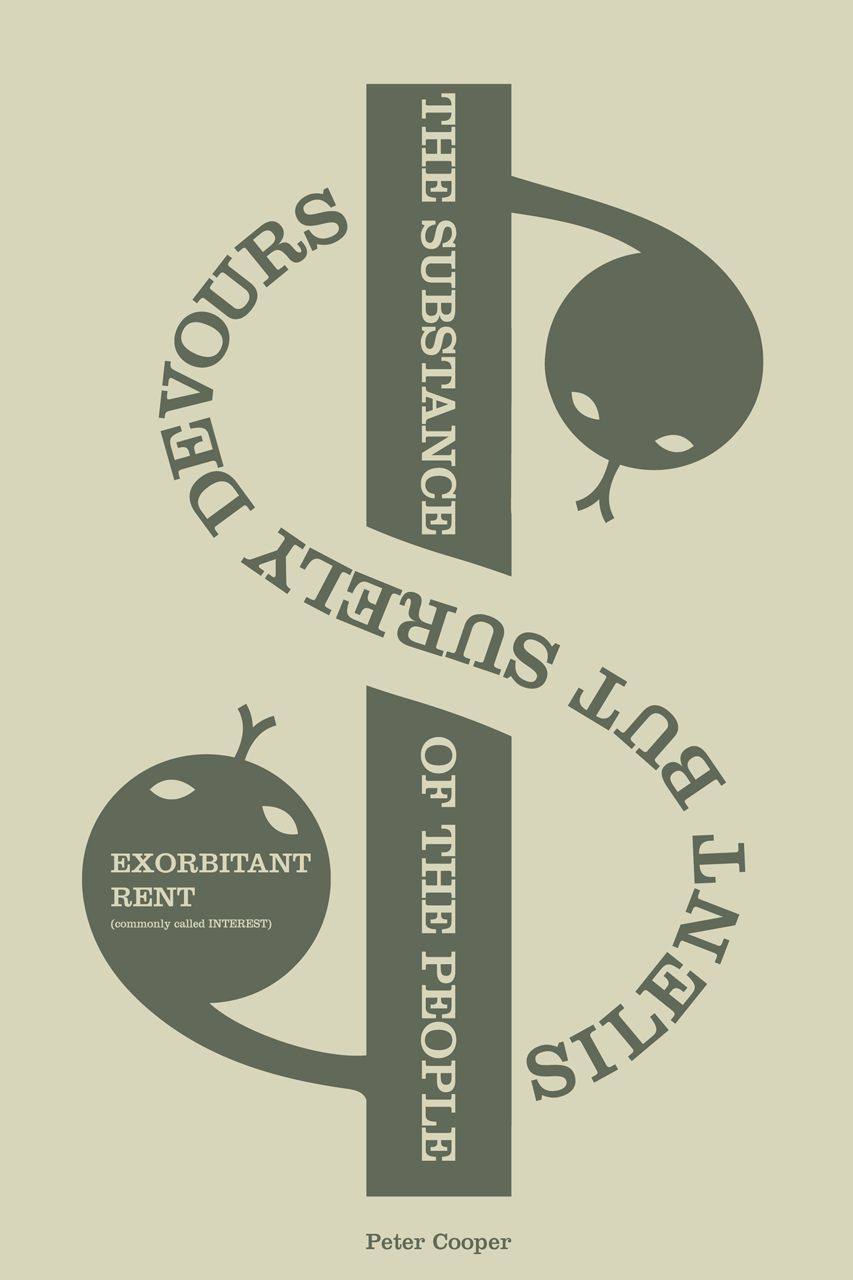 EXORBITANT
RENT
(commonly called INTEREST)
SILENT BUT SURELY DEVOURS
THE SUBSTANCE
OF THE PEOPLE
Peter Cooper